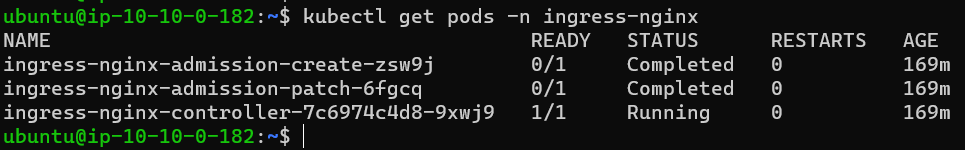 ubuntu@ip-10-10-0-182:~$ kubectl get pods -n ingress-nginx
NAME                                        READY   STATUS      RESTARTS   AGE
ingress-nginx-admission-create-zsw9j        0/1     Completed   0          169m
ingress-nginx-admission-patch-6fgcq         0/1     Completed   0          169m
ingress-nginx-controller-7c6974c4d8-9xwj9   1/1     Running     0          169m
ubuntu@ip-10-10-0-182:~$